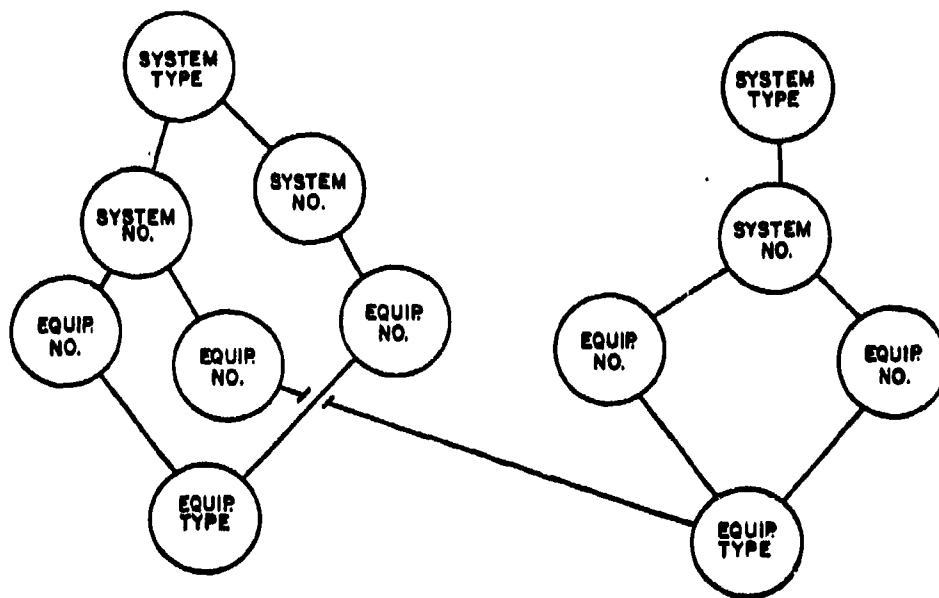 SYSTEM
TYPE
SYSTEM
TYPE
SYSTEM
NO.
SYSTEM
NO.
SYSTEM
NO.
EQUIP.
NO.
EQUIP.
NO.
EQUIP.
NO.
EQUIP.
NO.
EQUIP.
NO.
EQUIP.
TYPE
EQUIP.
TYPE